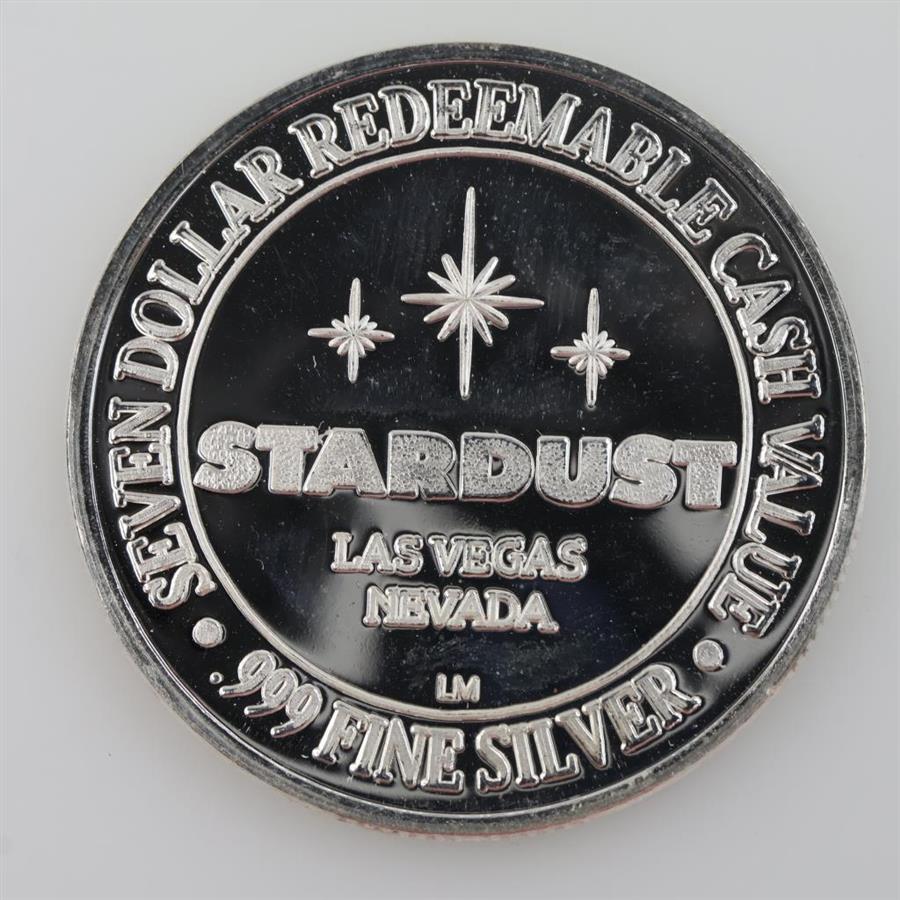 SEVEN DOLLAR REDEEMABLE CASH VALUE
STARDUST
LAS VEGAS
NEVADA
LM
.999 FINE SILVER